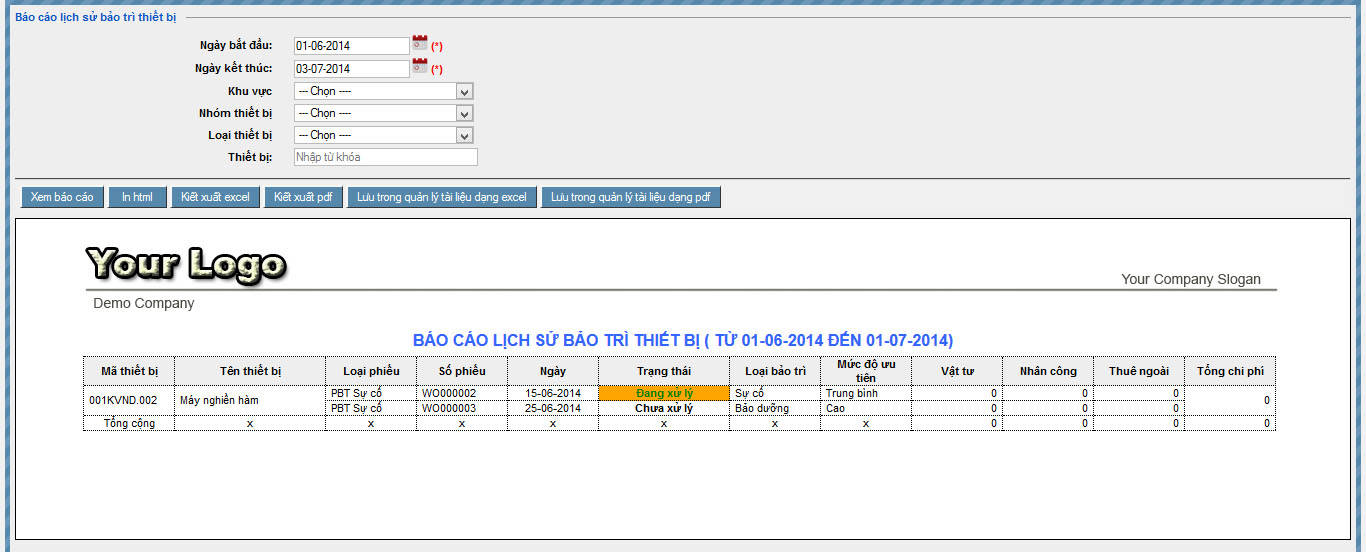 Báo cáo lịch sử bảo trì thiết bị
Ngày bắt đầu: 01-06-2014 (*)
Ngày kết thúc: 03-07-2014 (*)
Khu vực --- Chọn ----
Nhóm thiết bị --- Chọn ----
Loại thiết bị --- Chọn ----
Thiết bị: Nhập từ khóa
Xem báo cáo In html Kiết xuất excel Kiết xuất pdf Lưu trong quản lý tài liệu dạng excel Lưu trong quản lý tài liệu dạng pdf
Your Logo
Your Company Slogan
Demo Company
BÁO CÁO LỊCH SỬ BẢO TRÌ THIẾT BỊ ( TỪ 01-06-2014 ĐẾN 01-07-2014)
Mã thiết bị Tên thiết bị Loại phiếu Số phiếu Ngày Trạng thái Loại bảo trì Mức độ ưu tiên Vật tư Nhân công Thuê ngoài Tổng chi phí
001KVND.002 Máy nghiền hàm PBT Sự cố WO000002 15-06-2014 Đang xử lý Sự cố Trung bình 0 0 0 0
PBT Sự cố WO000003 25-06-2014 Chưa xử lý Bảo dưỡng Cao 0 0 0
Tổng cộng x x x x x x x 0 0 0 0